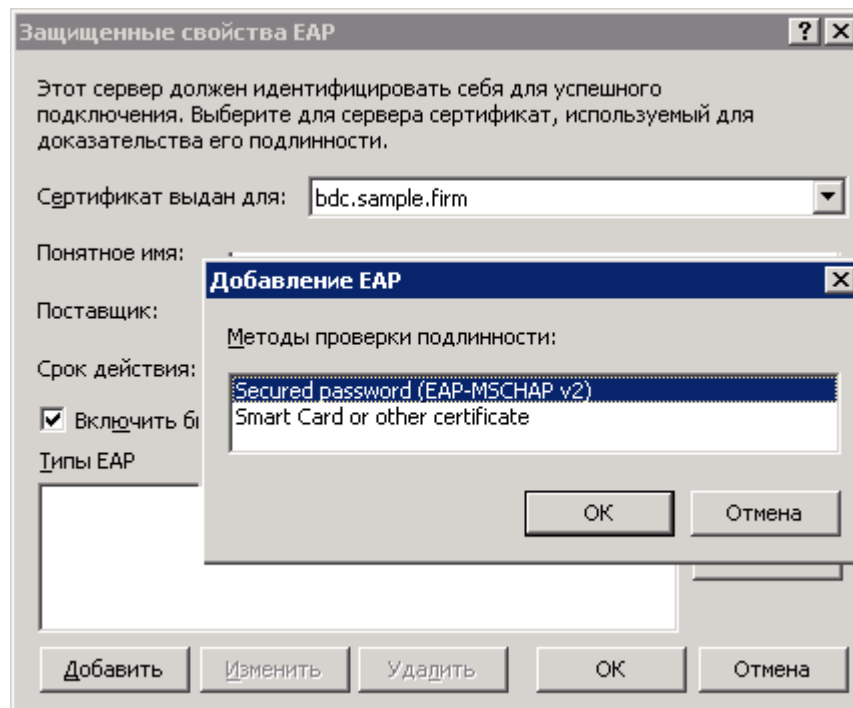 Защищенные свойства EAP
Этот сервер должен идентифицировать себя для успешного
подключения. Выберите для сервера сертификат, используемый для
доказательства его подлинности.
Сертификат выдан для: bdc.sample.firm
Понятное имя:
Добавление EAP
Поставщик:
Методы проверки подлинности:
Срок действия:
Secured password (EAP-MSCHAP v2)
Smart Card or other certificate
Включить
Типы EAP
ОК Отмена
Добавить Изменить Удалить ОК Отмена